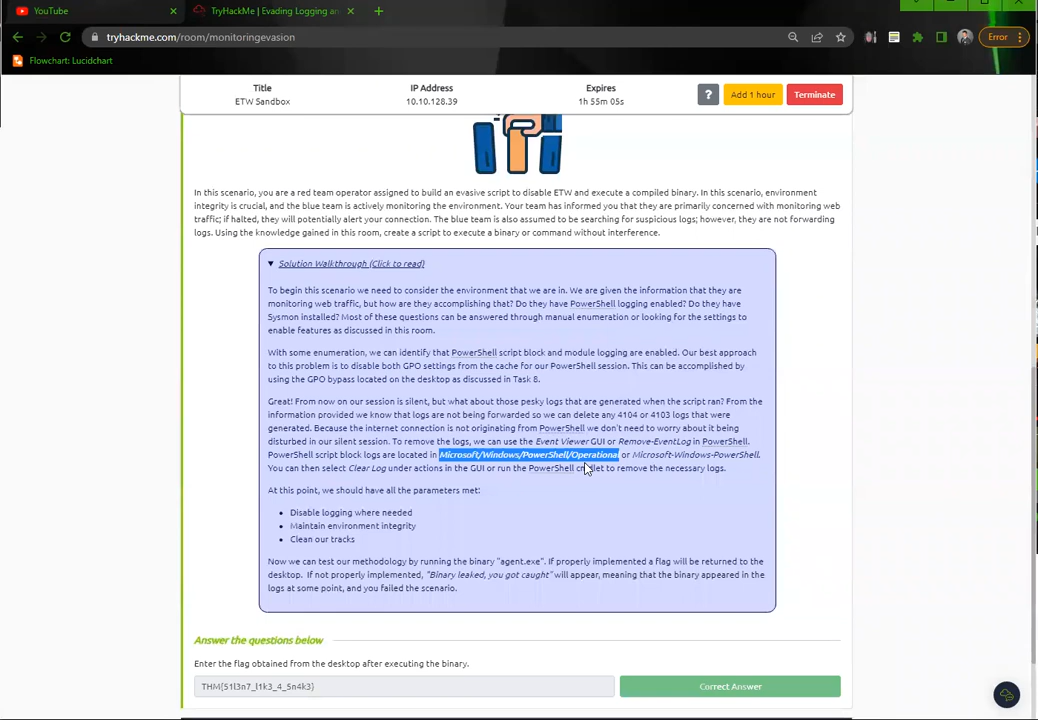 YouTube
TryHackMe | Evading Logging an
tryhackme.com/room/monitoringevasion
Error
Flowchart: Lucidchart
Title
ETW Sandbox
IP Address
10.10.128.39
Expires
1h 55m 05s
?
Add 1 hour
Terminate
In this scenario, you are a red team operator assigned to build an evasive script to disable ETW and execute a compiled binary. In this scenario, environment
integrity is crucial, and the blue team is actively monitoring the environment. Your team has informed you that they are primarily concerned with monitoring web
traffic; if halted, they will potentially alert your connection. The blue team is also assumed to be searching for suspicious logs; however, they are not forwarding
logs. Using the knowledge gained in this room, create a script to execute a binary or command without interference.
Solution Walkthrough (Click to read)
To begin this scenario we need to consider the environment that we are in. We are given the information that they are
monitoring web traffic, but how are they accomplishing that? Do they have PowerShell logging enabled? Do they have
Sysmon installed? Most of these questions can be answered through manual enumeration or looking for the settings to
enable features as discussed in this room.
With some enumeration, we can identify that PowerShell script block and module logging are enabled. Our best approach
to this problem is to disable both GPO settings from the cache for our PowerShell session. This can be accomplished by
using the GPO bypass located on the desktop as discussed in Task 8.
Great! From now on our session is silent, but what about those pesky logs that are generated when the script ran? From the
information provided we know that logs are not being forwarded so we can delete any 4104 or 4103 logs that were
generated. Because the internet connection is not originating from PowerShell we don't need to worry about it being
disturbed in our silent session. To remove the logs, we can use the Event Viewer GUI or Remove-EventLog in PowerShell.
PowerShell script block logs are located in Microsoft/Windows/PowerShell/Operational or Microsoft-Windows-PowerShell.
You can then select Clear Log under actions in the GUI or run the PowerShell cmdlet to remove the necessary logs.
At this point, we should have all the parameters met:
• Disable logging where needed
• Maintain environment integrity
• Clean our tracks
Now we can test our methodology by running the binary "agent.exe". If properly implemented a flag will be returned to the
desktop. If not properly implemented, "Binary leaked, you got caught" will appear, meaning that the binary appeared in the
logs at some point, and you failed the scenario.
Answer the questions below
Enter the flag obtained from the desktop after executing the binary.
THM{51l3n7_l1k3_4_5n4k3}
Correct Answer